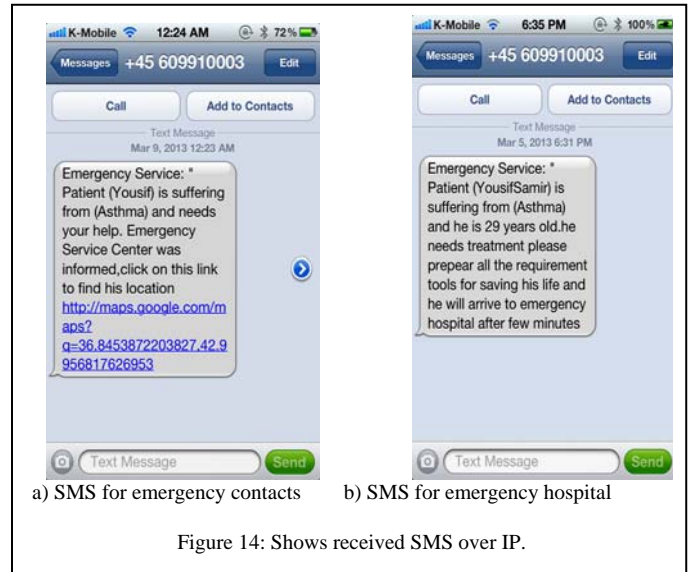 K-Mobile 12:24 AM 72%
Messages +45 609910003 Edit
Call Add to Contacts
Text Message
Mar 9, 2013 12:23 AM
Emergency Service: *
Patient (Yousif) is suffering
from (Asthma) and needs
your help. Emergency
Service Center was
informed,click on this link
to find his location
http://maps.google.com/m
aps?
q=36.8453872203827,42.9
956817626953
Text Message Send
a) SMS for emergency contacts
K-Mobile 6:35 PM 100%
Messages +45 609910003 Edit
Call Add to Contacts
Text Message
Mar 5, 2013 6:31 PM
Emergency Service: *
Patient (YousifSamir) is
suffering from (Asthma)
and he is 29 years old.he
needs treatment please
prepear all the requirement
tools for saving his life and
he will arrive to emergency
hospital after few minutes
Text Message Send
b) SMS for emergency hospital
Figure 14: Shows received SMS over IP.